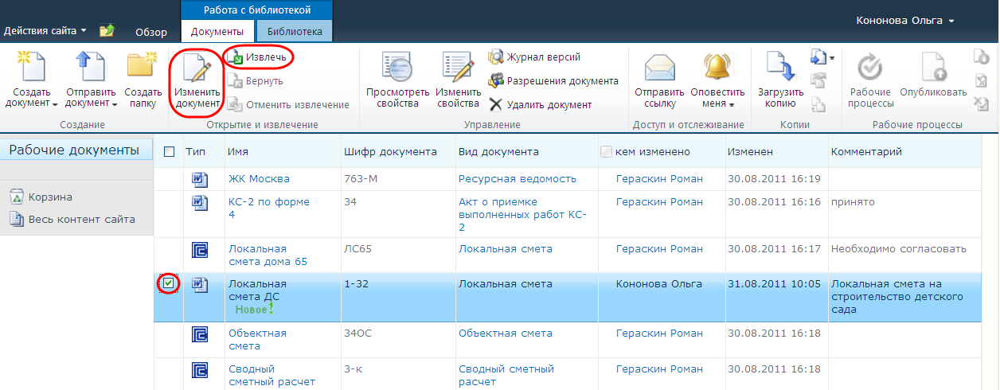 Работа с библиотекой
Действия сайта
Обзор
Документы
Библиотека
Кононова Ольга
Создать документ
Отправить документ
Создать папку
Создание
Изменить документ
Извлечь
Вернуть
Отменить извлечение
Открытие и извлечение
Просмотреть свойства
Изменить свойства
Журнал версий
Разрешения документа
Удалить документ
Управление
Отправить ссылку
Оповестить меня
Доступ и отслеживание
Загрузить копию
Копии
Рабочие процессы
Опубликовать
Рабочие процессы
Рабочие документы
Корзина
Весь контент сайта
Тип Имя Шифр документа Вид документа кем изменено Изменен Комментарий
ЖК Москва 763-М Ресурсная ведомость Гераскин Роман 30.08.2011 16:19
КС-2 по форме 34 Акт о приемке Гераскин Роман 30.08.2011 16:16 принято
4 выполненных работ КС-
2
Локальная ЛС65 Локальная смета Гераскин Роман 30.08.2011 16:17 Необходимо согласовать
смета дома 65
Локальная 1-32 Локальная смета Кононова Ольга 31.08.2011 10:05 Локальная смета на
смета ДС строительство детского
Новое! сада
Объектная 34ОС Объектная смета Гераскин Роман 30.08.2011 16:18
смета
Сводный 3-к Сводный сметный Гераскин Роман 30.08.2011 16:18
сметный расчет расчет